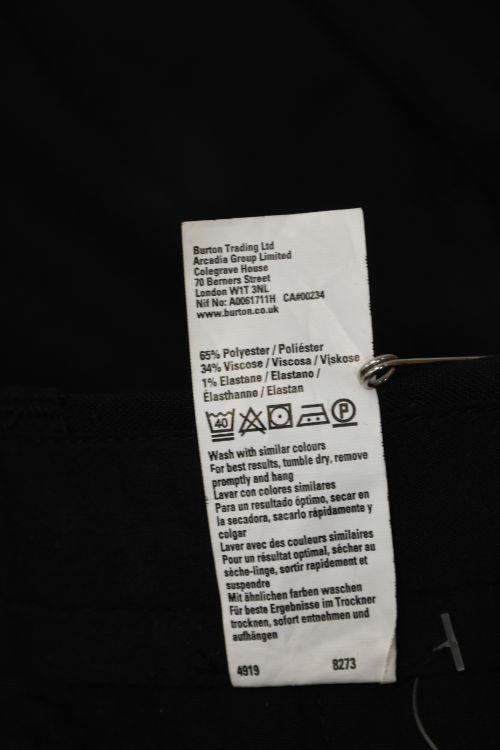 Burton Trading Ltd
Arcadia Group Limited
Colegrave House
70 Berners Street
London W1T 3NL
Nif No: A0061711H CA#00234
www.burton.co.uk
65% Polyester / Poliéster
34% Viscose / Viscosa / Vjskose
1% Elastane / Elastano /
Élasthanne / Elastan
40 P
Wash with similar colours
For best results, tumble dry, remove
promptly and hang
Lavar con colores similares
Para un resultado óptimo, secar en
la secadora, sacarlo rápidamente y
colgar
Laver avec des couleurs similaires
Pour un résultat optimal, sécher au
sèche-linge, sortir rapidement et
suspendre
Mit ähnlichen farben waschen
Für beste Ergebnisse im Trockner
trocknen, sofort entnehmen und
aufhängen
4919 8273